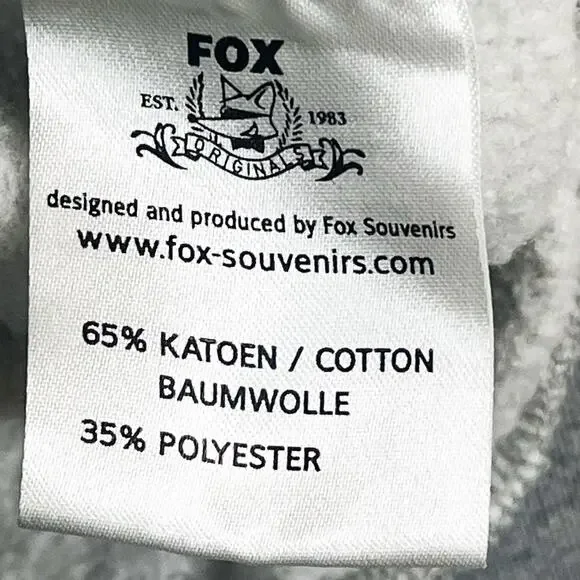 FOX
EST. 1983
ORIGINALS
designed and produced by Fox Souvenirs
www.fox-souvenirs.com
65% KATOEN / COTTON
BAUMWOLLE
35% POLYESTER